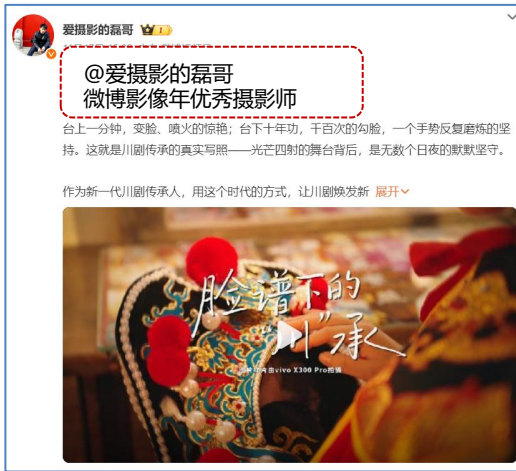 爱摄影的磊哥
@爱摄影的磊哥
微博影像年优秀摄影师
台上一分钟，变脸、喷火的惊艳；台下十年功，千百次的勾脸，一个手势反复磨炼的坚
持。这就是川剧传承的真实写照——光芒四射的舞台背后，是无数个日夜的默默坚守。
作为新一代川剧传承人，用这个时代的方式，让川剧焕发新 展开
脸谱下的
“川”承
由vivo X300 Pro拍摄